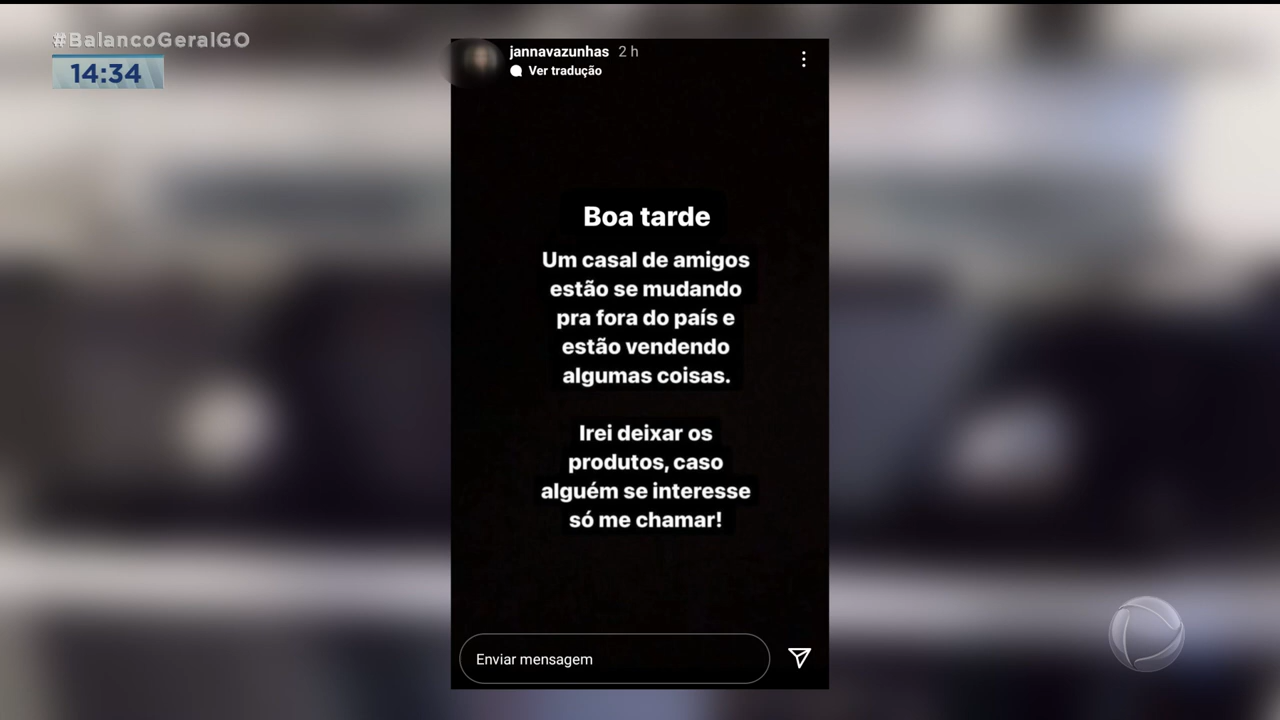 #BalancoGeralGO
14:34
jannavazunhas 2 h
Ver tradução
Boa tarde
Um casal de amigos
estão se mudando
pra fora do país e
estão vendendo
algumas coisas.
Irei deixar os
produtos, caso
alguém se interesse
só me chamar!
Enviar mensagem